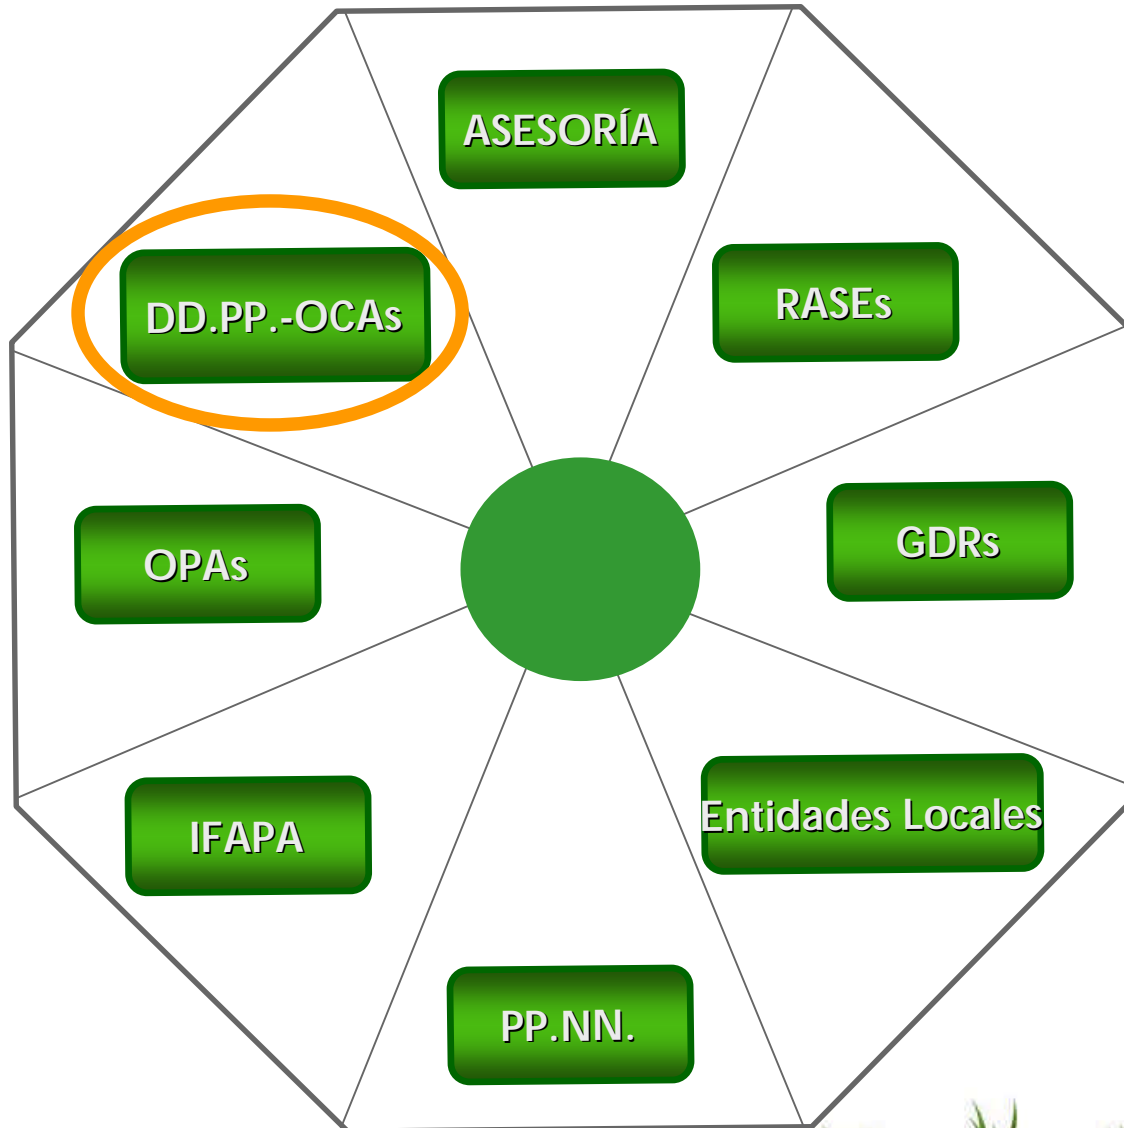 ASESORÍA
DD.PP.-OCAs
RASEs
OPAs
GDRs
IFAPA
Entidades Locales
PP.NN.